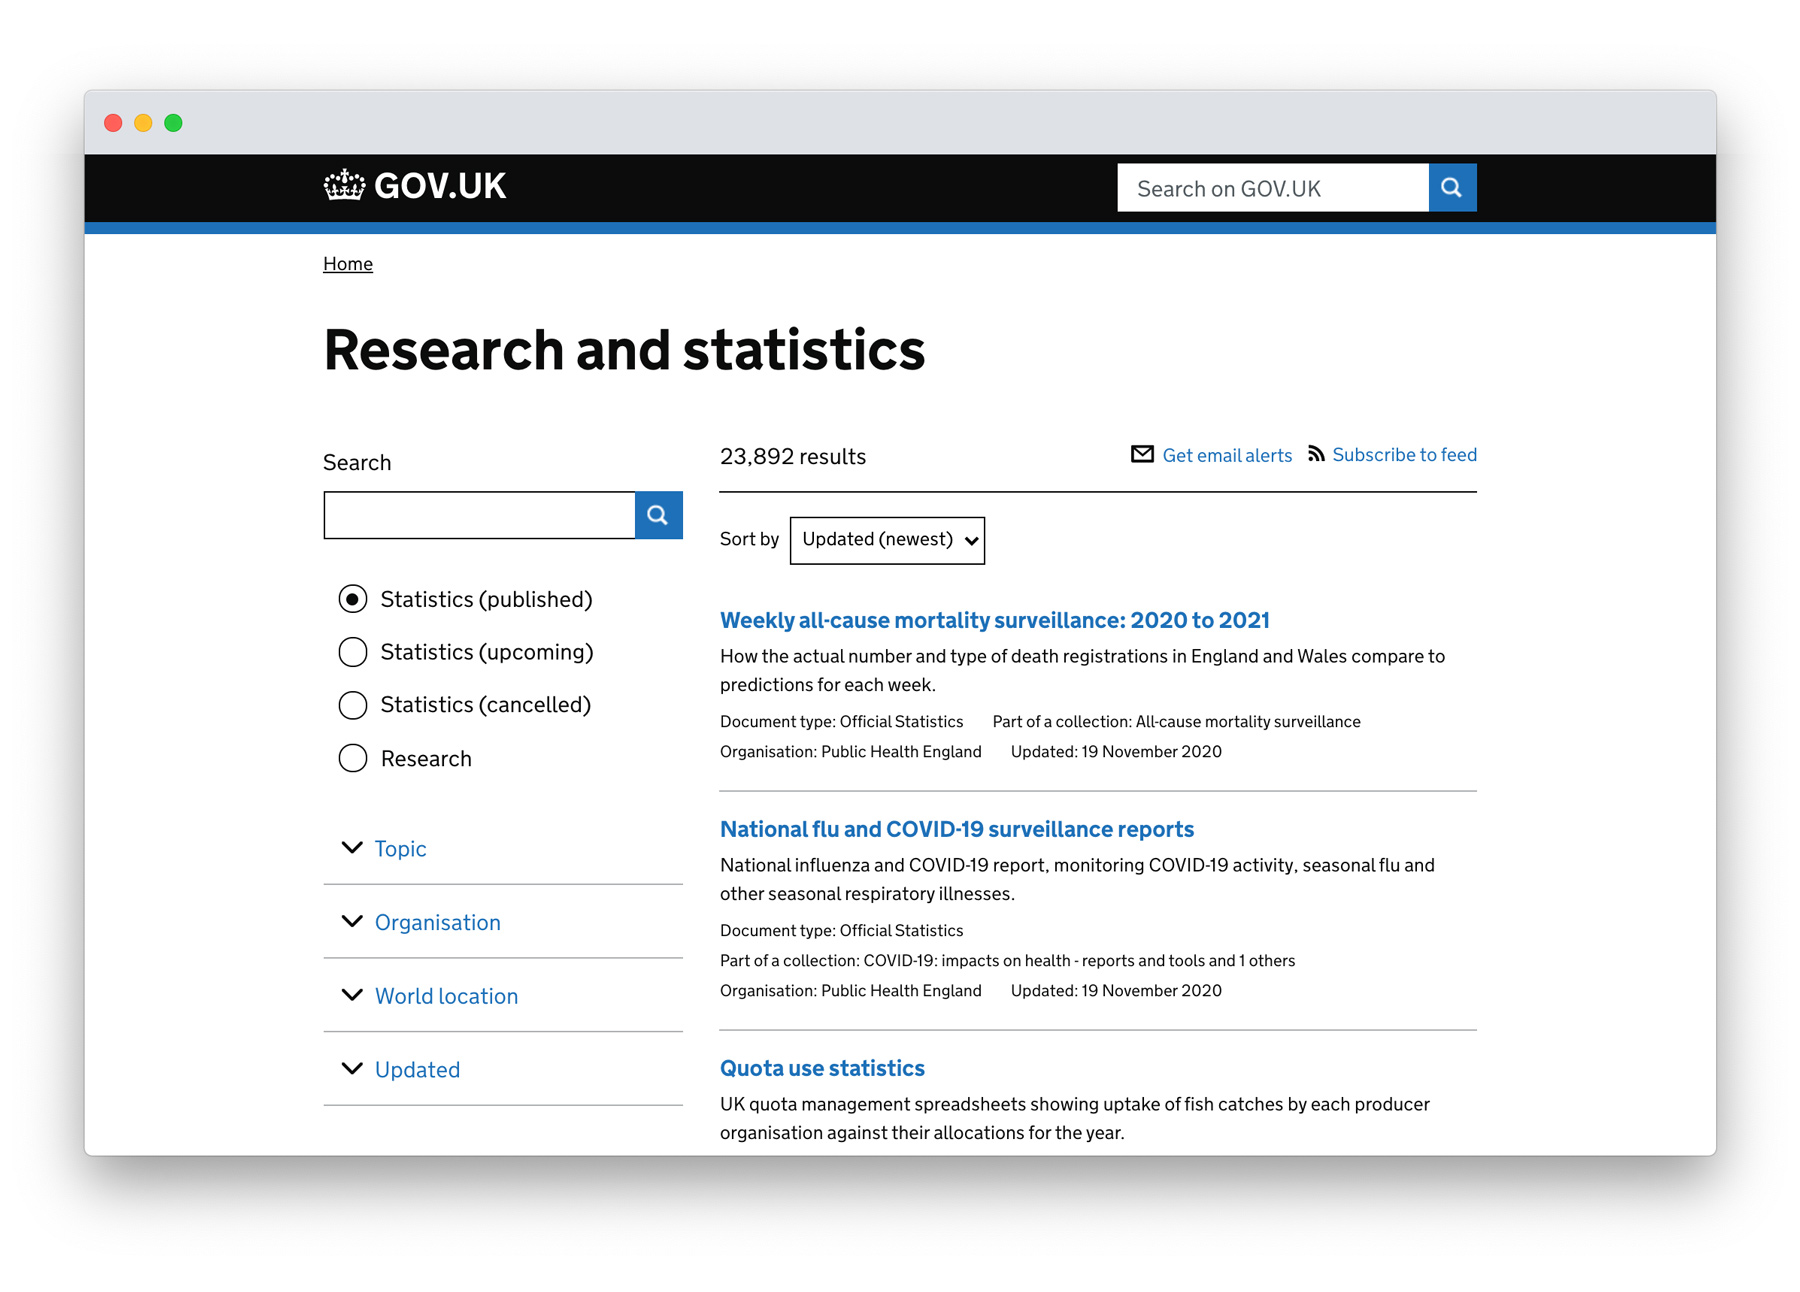 GOV.UK
Search on GOV.UK
Home
Research and statistics
Search
Statistics (published)
Statistics (upcoming)
Statistics (cancelled)
Research
Topic
Organisation
World location
Updated
23,892 results
Get email alerts
Subscribe to feed
Sort by
Updated (newest)
Weekly all-cause mortality surveillance: 2020 to 2021
How the actual number and type of death registrations in England and Wales compare to
predictions for each week.
Document type: Official Statistics Part of a collection: All-cause mortality surveillance
Organisation: Public Health England Updated: 19 November 2020
National flu and COVID-19 surveillance reports
National influenza and COVID-19 report, monitoring COVID-19 activity, seasonal flu and
other seasonal respiratory illnesses.
Document type: Official Statistics
Part of a collection: COVID-19: impacts on health - reports and tools and 1 others
Organisation: Public Health England Updated: 19 November 2020
Quota use statistics
UK quota management spreadsheets showing uptake of fish catches by each producer
organisation against their allocations for the year.